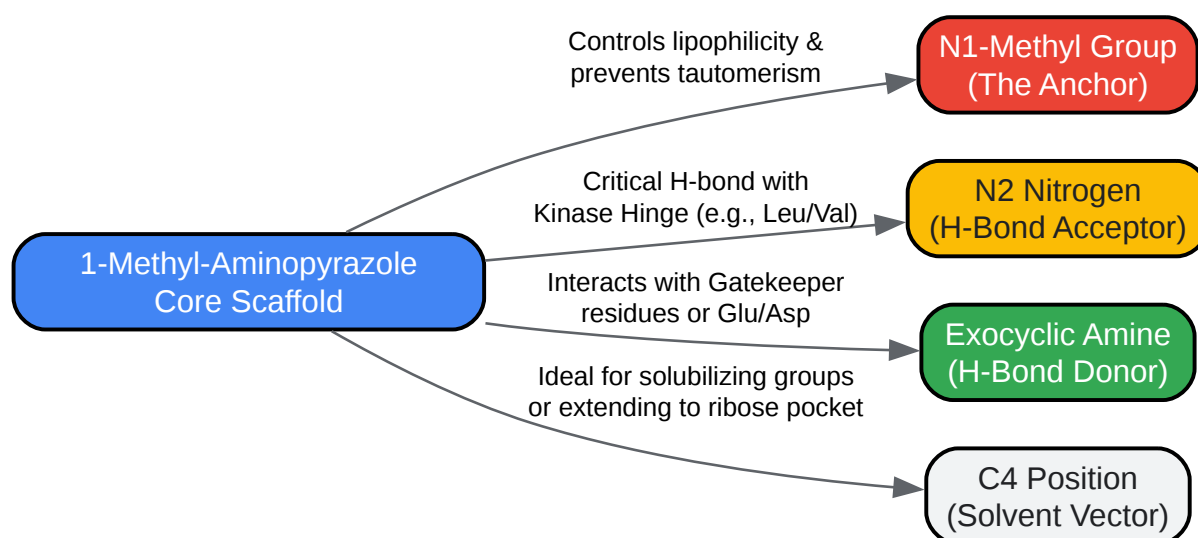 Controls lipophilicity &
prevents tautomerism
N1-Methyl Group
(The Anchor)
Critical H-bond with
Kinase Hinge (e.g., Leu/Val)
N2 Nitrogen
(H-Bond Acceptor)
1-Methyl-Aminopyrazole
Core Scaffold
Interacts with Gatekeeper
residues or Glu/Asp
Exocyclic Amine
(H-Bond Donor)
Ideal for solubilizing groups
or extending to ribose pocket
C4 Position
(Solvent Vector)